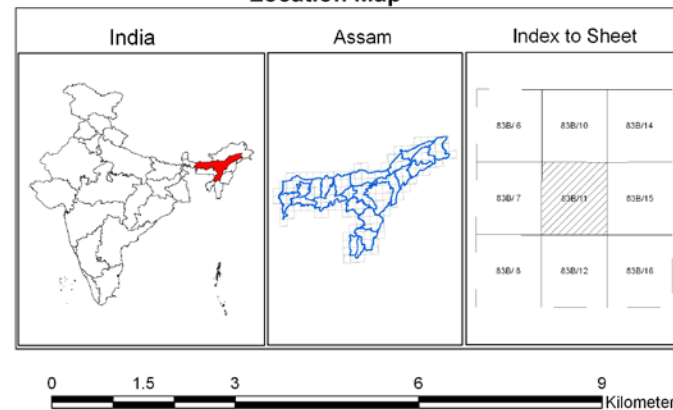 Location Map
India
Assam
Index to Sheet
83B/ 6
83B/10
83B/14
83B/ 7
83B/11
83B/15
83B/ 8
83B/12
83B/16
0 1.5 3 6 9
Kilometer